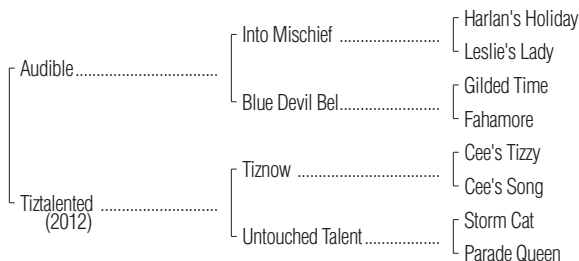 Harlan's Holiday
Into Mischief ..................
Leslie's Lady
Audible.........................
Gilded Time
Blue Devil Bel..................
Fahamore
Cee's Tizzy
Tiznow ..........................
Cee's Song
Tiztalented .....................
(2012)
Storm Cat
Untouched Talent.............
Parade Queen